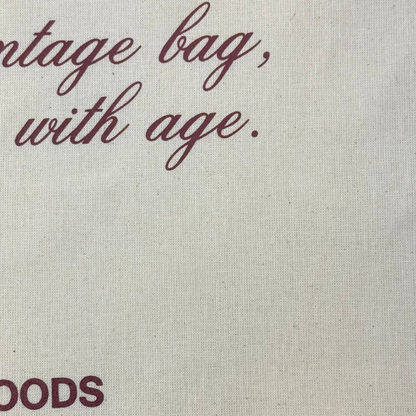 ntage bag,
with age.
OODS